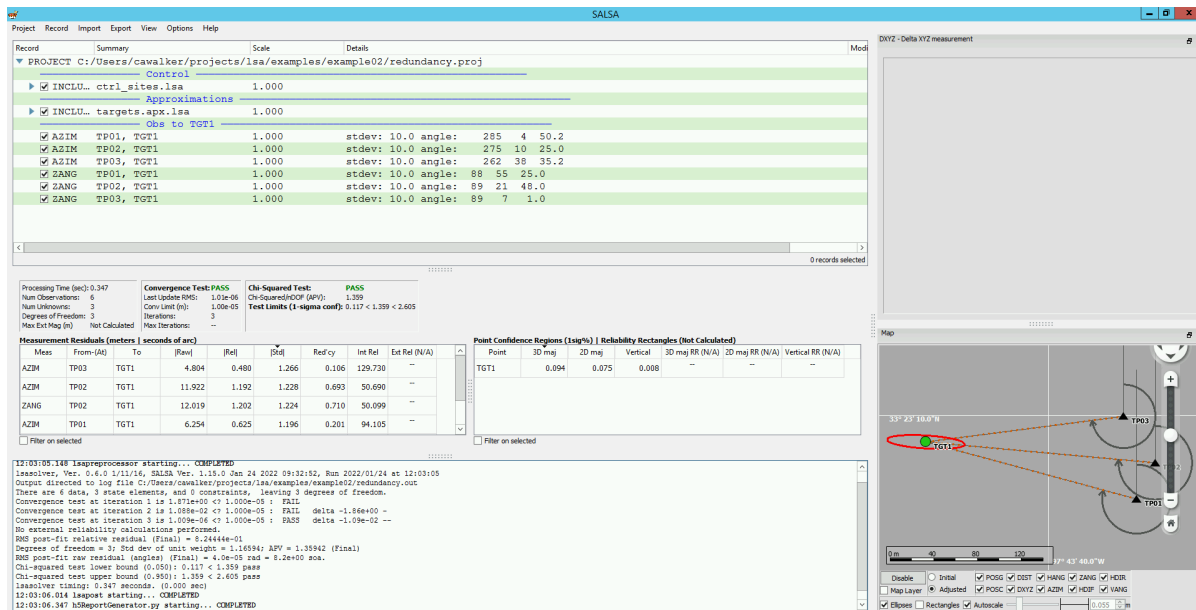 SALSA
Project Record Import Export View Options Help
Record Summary Scale Details Modi
PROJECT C:/Users/cawalker/projects/lsa/examples/example02/redundancy.proj
Control
INCLU… ctrl_sites.lsa 1.000
Approximations
INCLU… targets.apx.lsa 1.000
Obs to TGT1
AZIM TP01, TGT1 1.000 stdev: 10.0 angle: 285 4 50.2
AZIM TP02, TGT1 1.000 stdev: 10.0 angle: 275 10 25.0
AZIM TP03, TGT1 1.000 stdev: 10.0 angle: 262 38 35.2
ZANG TP01, TGT1 1.000 stdev: 10.0 angle: 88 55 25.0
ZANG TP02, TGT1 1.000 stdev: 10.0 angle: 89 21 48.0
ZANG TP03, TGT1 1.000 stdev: 10.0 angle: 89 7 1.0
0 records selected
Processing Time (sec): 0.347
Num Observations: 6
Num Unknowns: 3
Degrees of Freedom: 3
Max Ext Mag (m) Not Calculated
Convergence Test: PASS
Last Update RMS: 1.01e-06
Conv Limit (m): 1.00e-05
Iterations: 3
Max Iterations: --
Chi-Squared Test: PASS
Chi-Squared/nDOF (APV): 1.359
Test Limits (1-sigma conf): 0.117 < 1.359 < 2.605
Measurement Residuals (meters | seconds of arc)
Meas From-(At) To |Raw| |Rel| |Std| Red'cy Int Rel Ext Rel (N/A)
AZIM TP03 TGT1 4.804 0.480 1.266 0.106 129.730 --
AZIM TP02 TGT1 11.922 1.192 1.228 0.693 50.690 --
ZANG TP02 TGT1 12.019 1.202 1.224 0.710 50.099 --
AZIM TP01 TGT1 6.254 0.625 1.196 0.201 94.105 --
Filter on selected
Point Confidence Regions (1sig%) | Reliability Rectangles (Not Calculated)
Point 3D maj 2D maj Vertical 3D maj RR (N/A) 2D maj RR (N/A) Vertical RR (N/A)
TGT1 0.094 0.075 0.008 -- -- --
Filter on selected
12:03:05.148 lsapreprocessor starting... COMPLETED
lsasolver, Ver. 0.6.0 1/11/16, SALSA Ver. 1.15.0 Jan 24 2022 09:32:52, Run 2022/01/24 at 12:03:05
Output directed to log file C:/Users/cawalker/projects/lsa/examples/example02/redundancy.out
There are 6 data, 3 state elements, and 0 constraints, leaving 3 degrees of freedom.
Convergence test at iteration 1 is 1.871e+00 <? 1.000e-05 : FAIL
Convergence test at iteration 2 is 1.088e-02 <? 1.000e-05 : FAIL delta -1.86e+00 -
Convergence test at iteration 3 is 1.009e-06 <? 1.000e-05 : PASS delta -1.09e-02 --
No external reliability calculations performed.
RMS post-fit relative residual (Final) = 8.24444e-01
Degrees of freedom = 3; Std dev of unit weight = 1.16594; APV = 1.35942 (Final)
RMS post-fit raw residual (angles) (Final) = 4.0e-05 rad = 8.2e+00 soa.
Chi-squared test lower bound (0.050): 0.117 < 1.359 pass
Chi-squared test upper bound (0.950): 1.359 < 2.605 pass
lsasolver timing: 0.347 seconds. (0.000 sec)
12:03:06.014 lsapost starting... COMPLETED
12:03:06.347 h5ReportGenerator.py starting... COMPLETED
DXYZ - Delta XYZ measurement
Map
33° 23' 10.0"N
TP03
TGT1
TP01
0 m 40 80 120
97° 43' 40.0"W
Disable Initial POSG DIST HANG ZANG HDIR
Map Layer Adjusted POSC DXYZ AZIM HDIF VANG
Ellipses Rectangles Autoscale 0.055 m